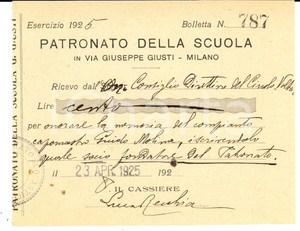 Esercizio 1925 Bolletta N. 787
PATRONATO DELLA SCUOLA
IN VIA GIUSEPPE GIUSTI - MILANO
Ricevo dall' On. Consiglio Direttivo del Circolo
Lire cento
per onorare la memoria del compianto
capomastro Guido Molina, iscrivendolo
quale socio fondatore del Patronato.
il 23 APR. 1925 192
IL CASSIERE
PATRONATO DELLA SCUOLA G. GIUSTI